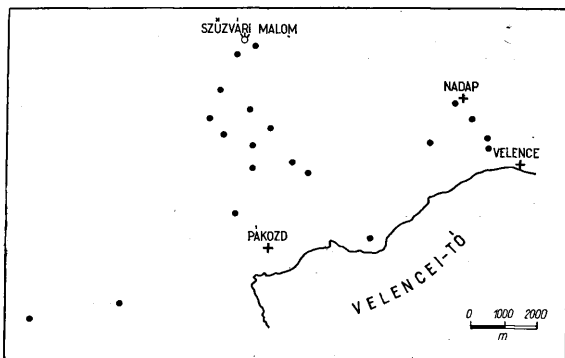 SZŰZVÁRI MALOM
NADAP
VELENCE
PÁKOZD
VELENCEI-TÓ
0 1000 2000
m